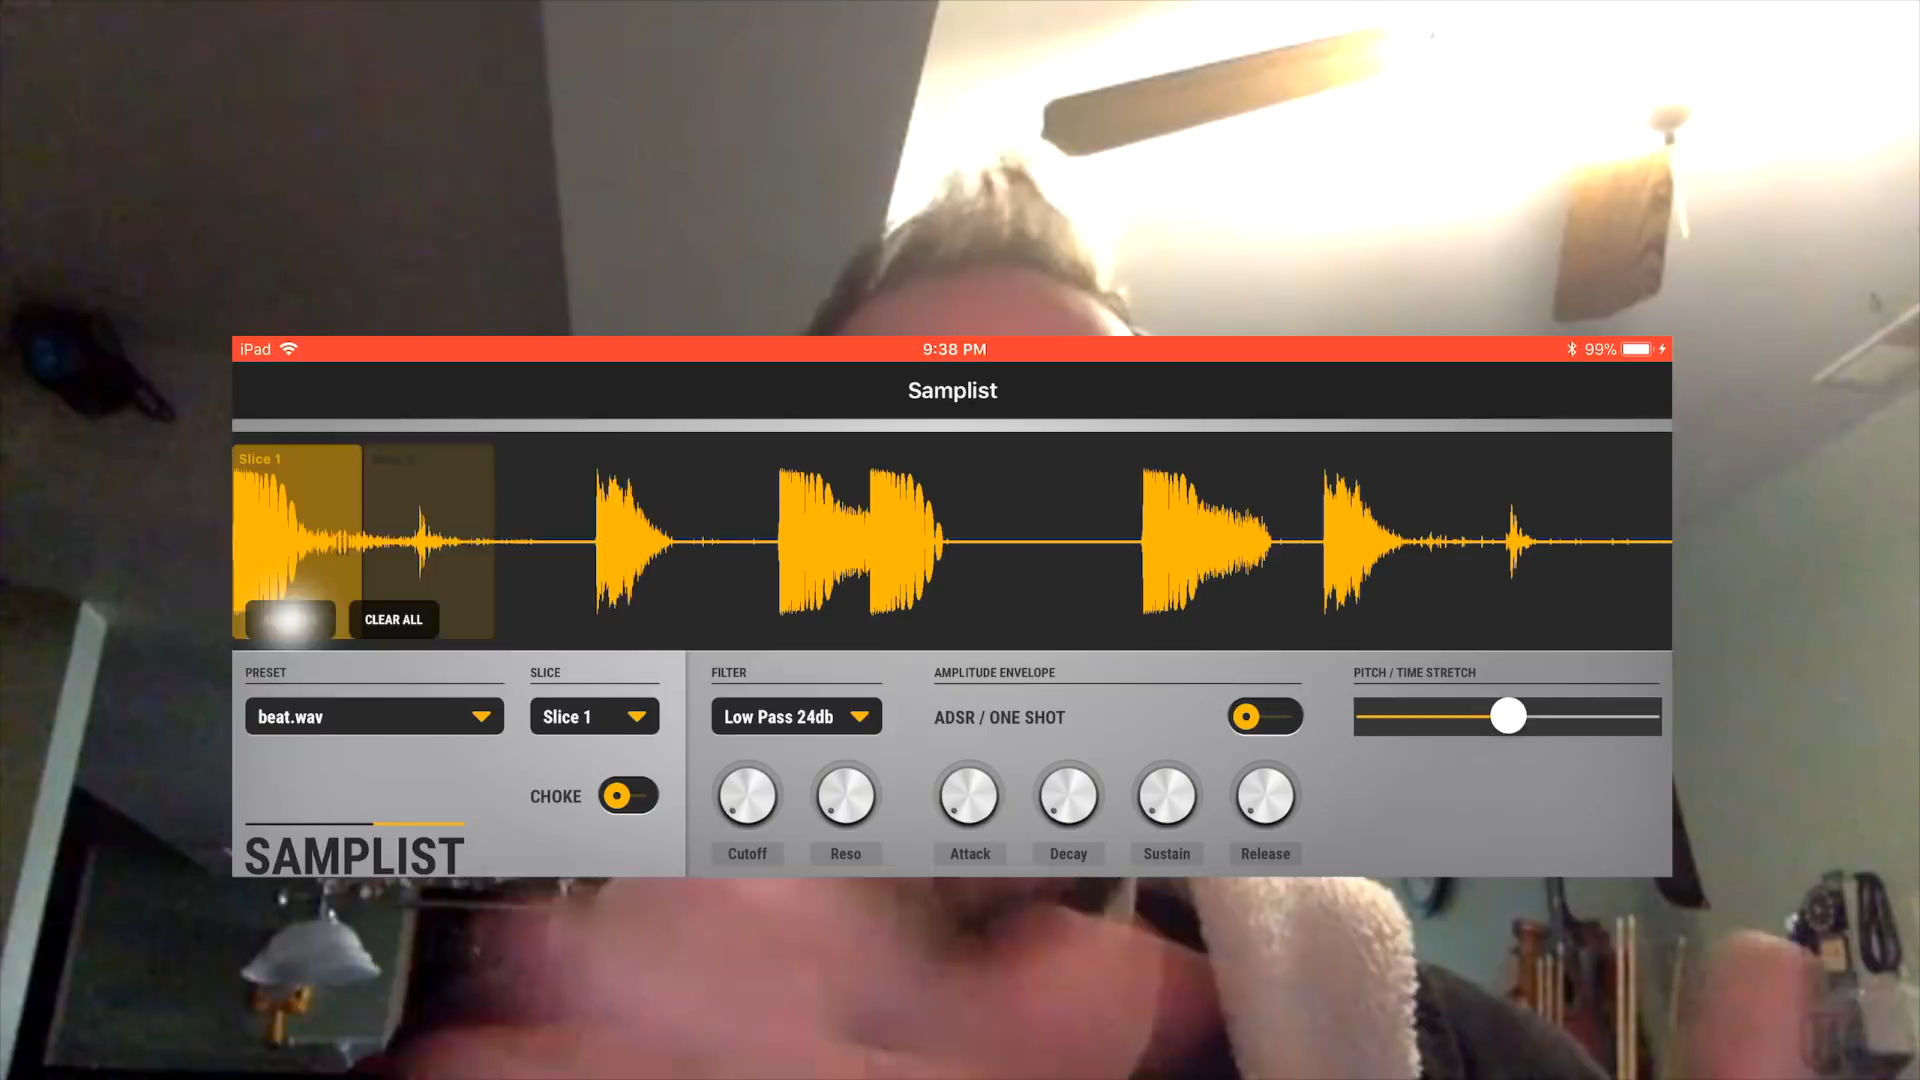 iPad 9:38 PM 99%
Samplist
Slice 1
CLEAR ALL
PRESET SLICE FILTER AMPLITUDE ENVELOPE PITCH / TIME STRETCH
beat.wav Slice 1 Low Pass 24db ADSR / ONE SHOT
CHOKE
SAMPLIST
Cutoff Reso Attack Decay Sustain Release